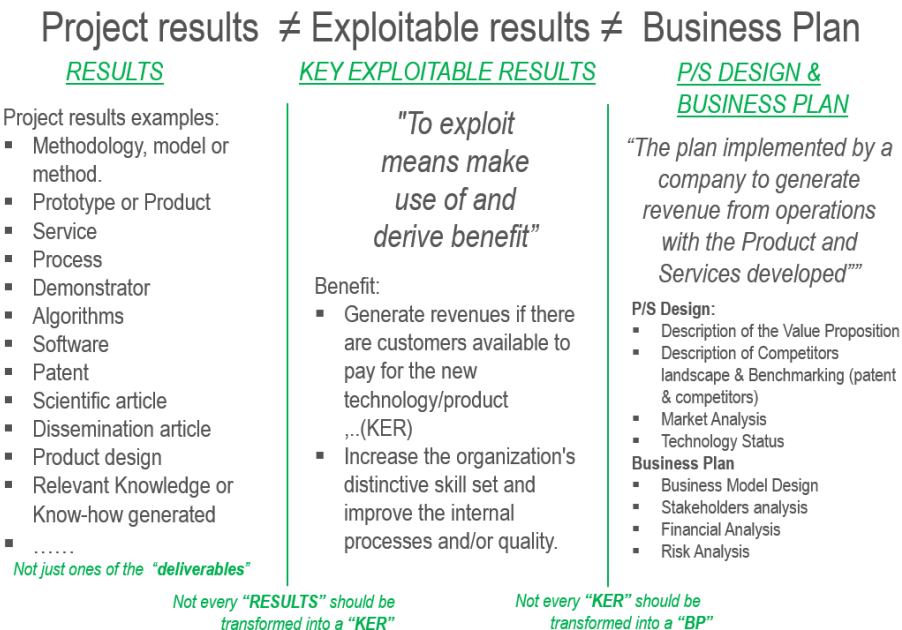 Project results ≠ Exploitable results ≠ Business Plan
RESULTS
Project results examples:
▪ Methodology, model or
method.
▪ Prototype or Product
▪ Service
▪ Process
▪ Demonstrator
▪ Algorithms
▪ Software
▪ Patent
▪ Scientific article
▪ Dissemination article
▪ Product design
▪ Relevant Knowledge or
Know-how generated
▪ ……
Not just ones of the “deliverables”
KEY EXPLOITABLE RESULTS
"To exploit
means make
use of and
derive benefit”
Benefit:
▪ Generate revenues if there
are customers available to
pay for the new
technology/product
,..(KER)
▪ Increase the organization's
distinctive skill set and
improve the internal
processes and/or quality.
P/S DESIGN &
BUSINESS PLAN
“The plan implemented by a
company to generate
revenue from operations
with the Product and
Services developed””
P/S Design:
▪ Description of the Value Proposition
▪ Description of Competitors
landscape & Benchmarking (patent
& competitors)
▪ Market Analysis
▪ Technology Status
Business Plan
▪ Business Model Design
▪ Stakeholders analysis
▪ Financial Analysis
▪ Risk Analysis
Not every “RESULTS” should be
transformed into a “KER”
Not every “KER” should be
transformed into a “BP”